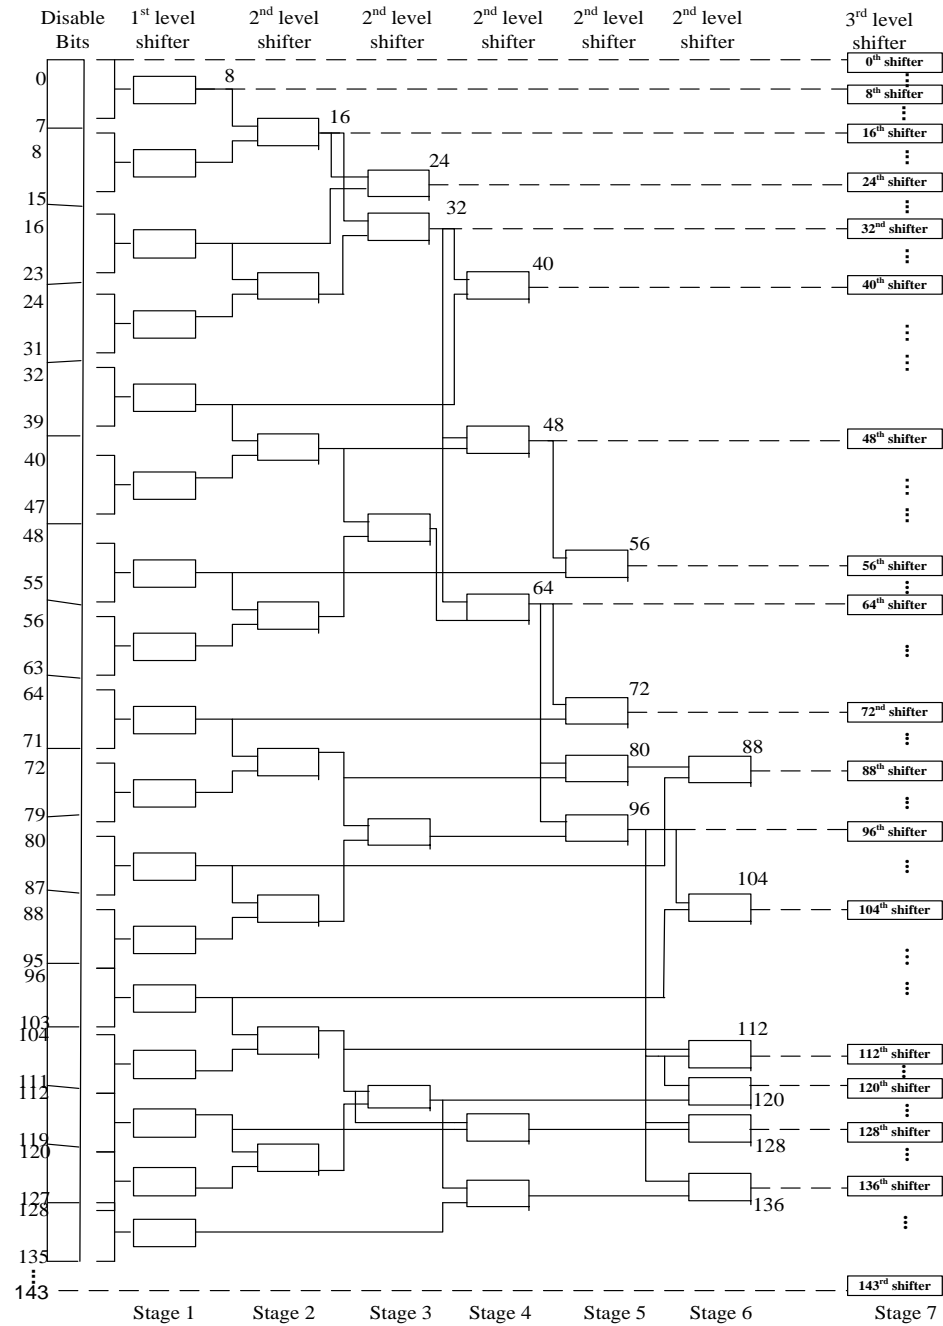 Disable Bits
1st level shifter
2nd level shifter
2nd level shifter
2nd level shifter
2nd level shifter
2nd level shifter
3rd level shifter
0
7
8
15
16
23
24
31
32
39
40
47
48
55
56
63
64
71
72
79
80
87
88
95
96
103
104
111
112
119
120
127
128
135
143
8
16
24
32
40
48
56
64
72
80
88
96
104
112
120
128
136
0th shifter
8th shifter
16th shifter
24th shifter
32nd shifter
40th shifter
48th shifter
56th shifter
64th shifter
72nd shifter
88th shifter
96th shifter
104th shifter
112th shifter
120th shifter
128th shifter
136th shifter
143rd shifter
Stage 1
Stage 2
Stage 3
Stage 4
Stage 5
Stage 6
Stage 7